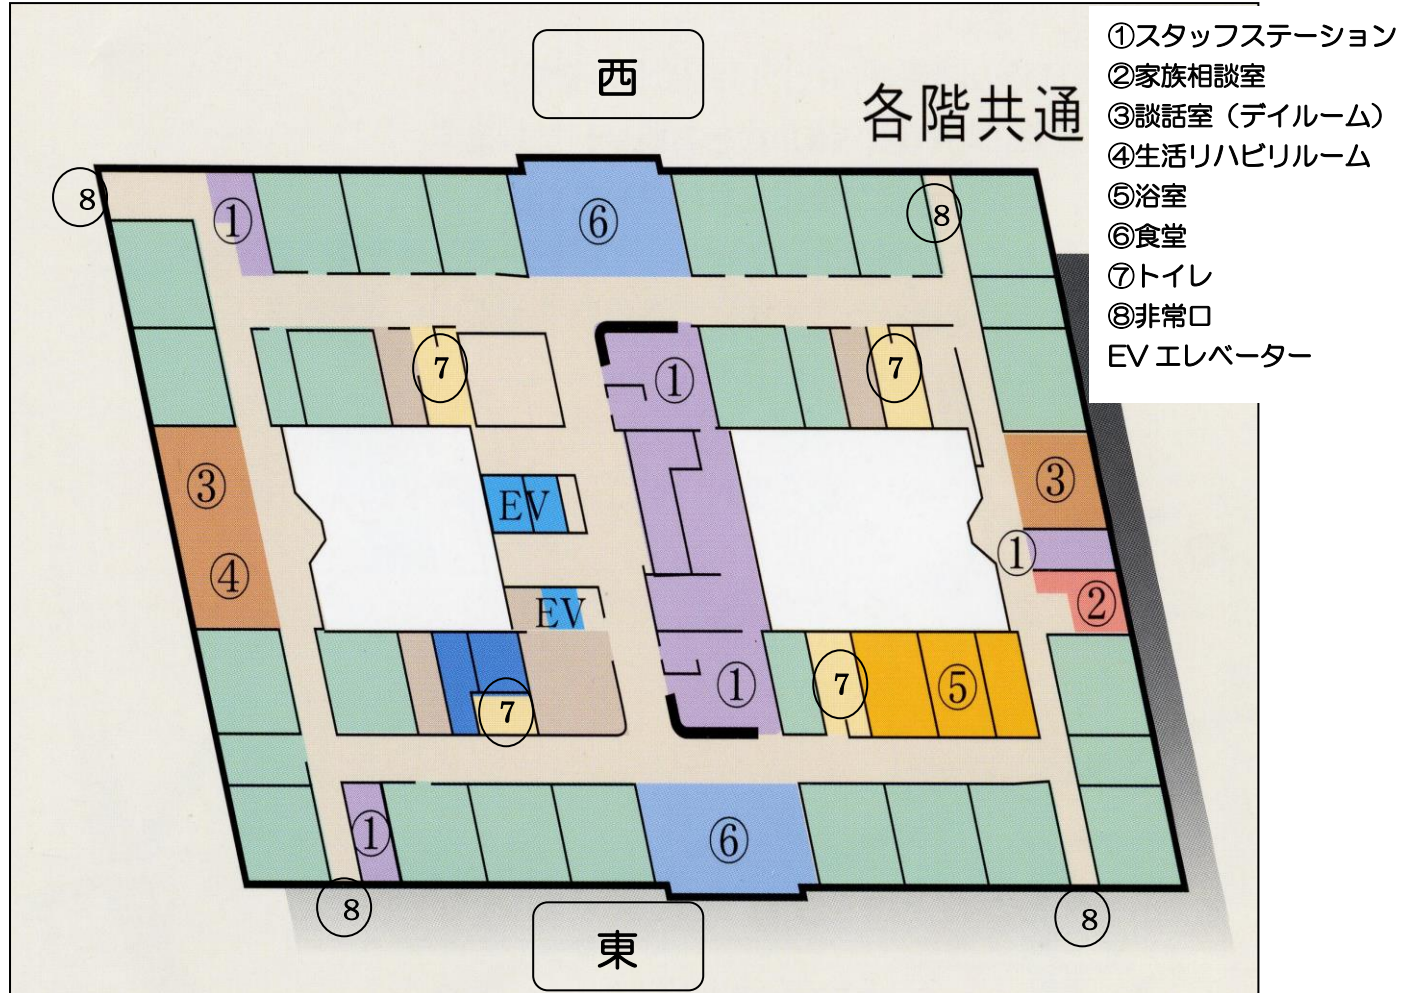 西
各階共通
①スタッフステーション
②家族相談室
③談話室（デイルーム）
④生活リハビリルーム
⑤浴室
⑥食堂
⑦トイレ
⑧非常口
EVエレベーター
8
①
⑥
8
7
①
7
③
③
EV
①
④
②
EV
7
①
7
⑤
①
⑥
8
8
東